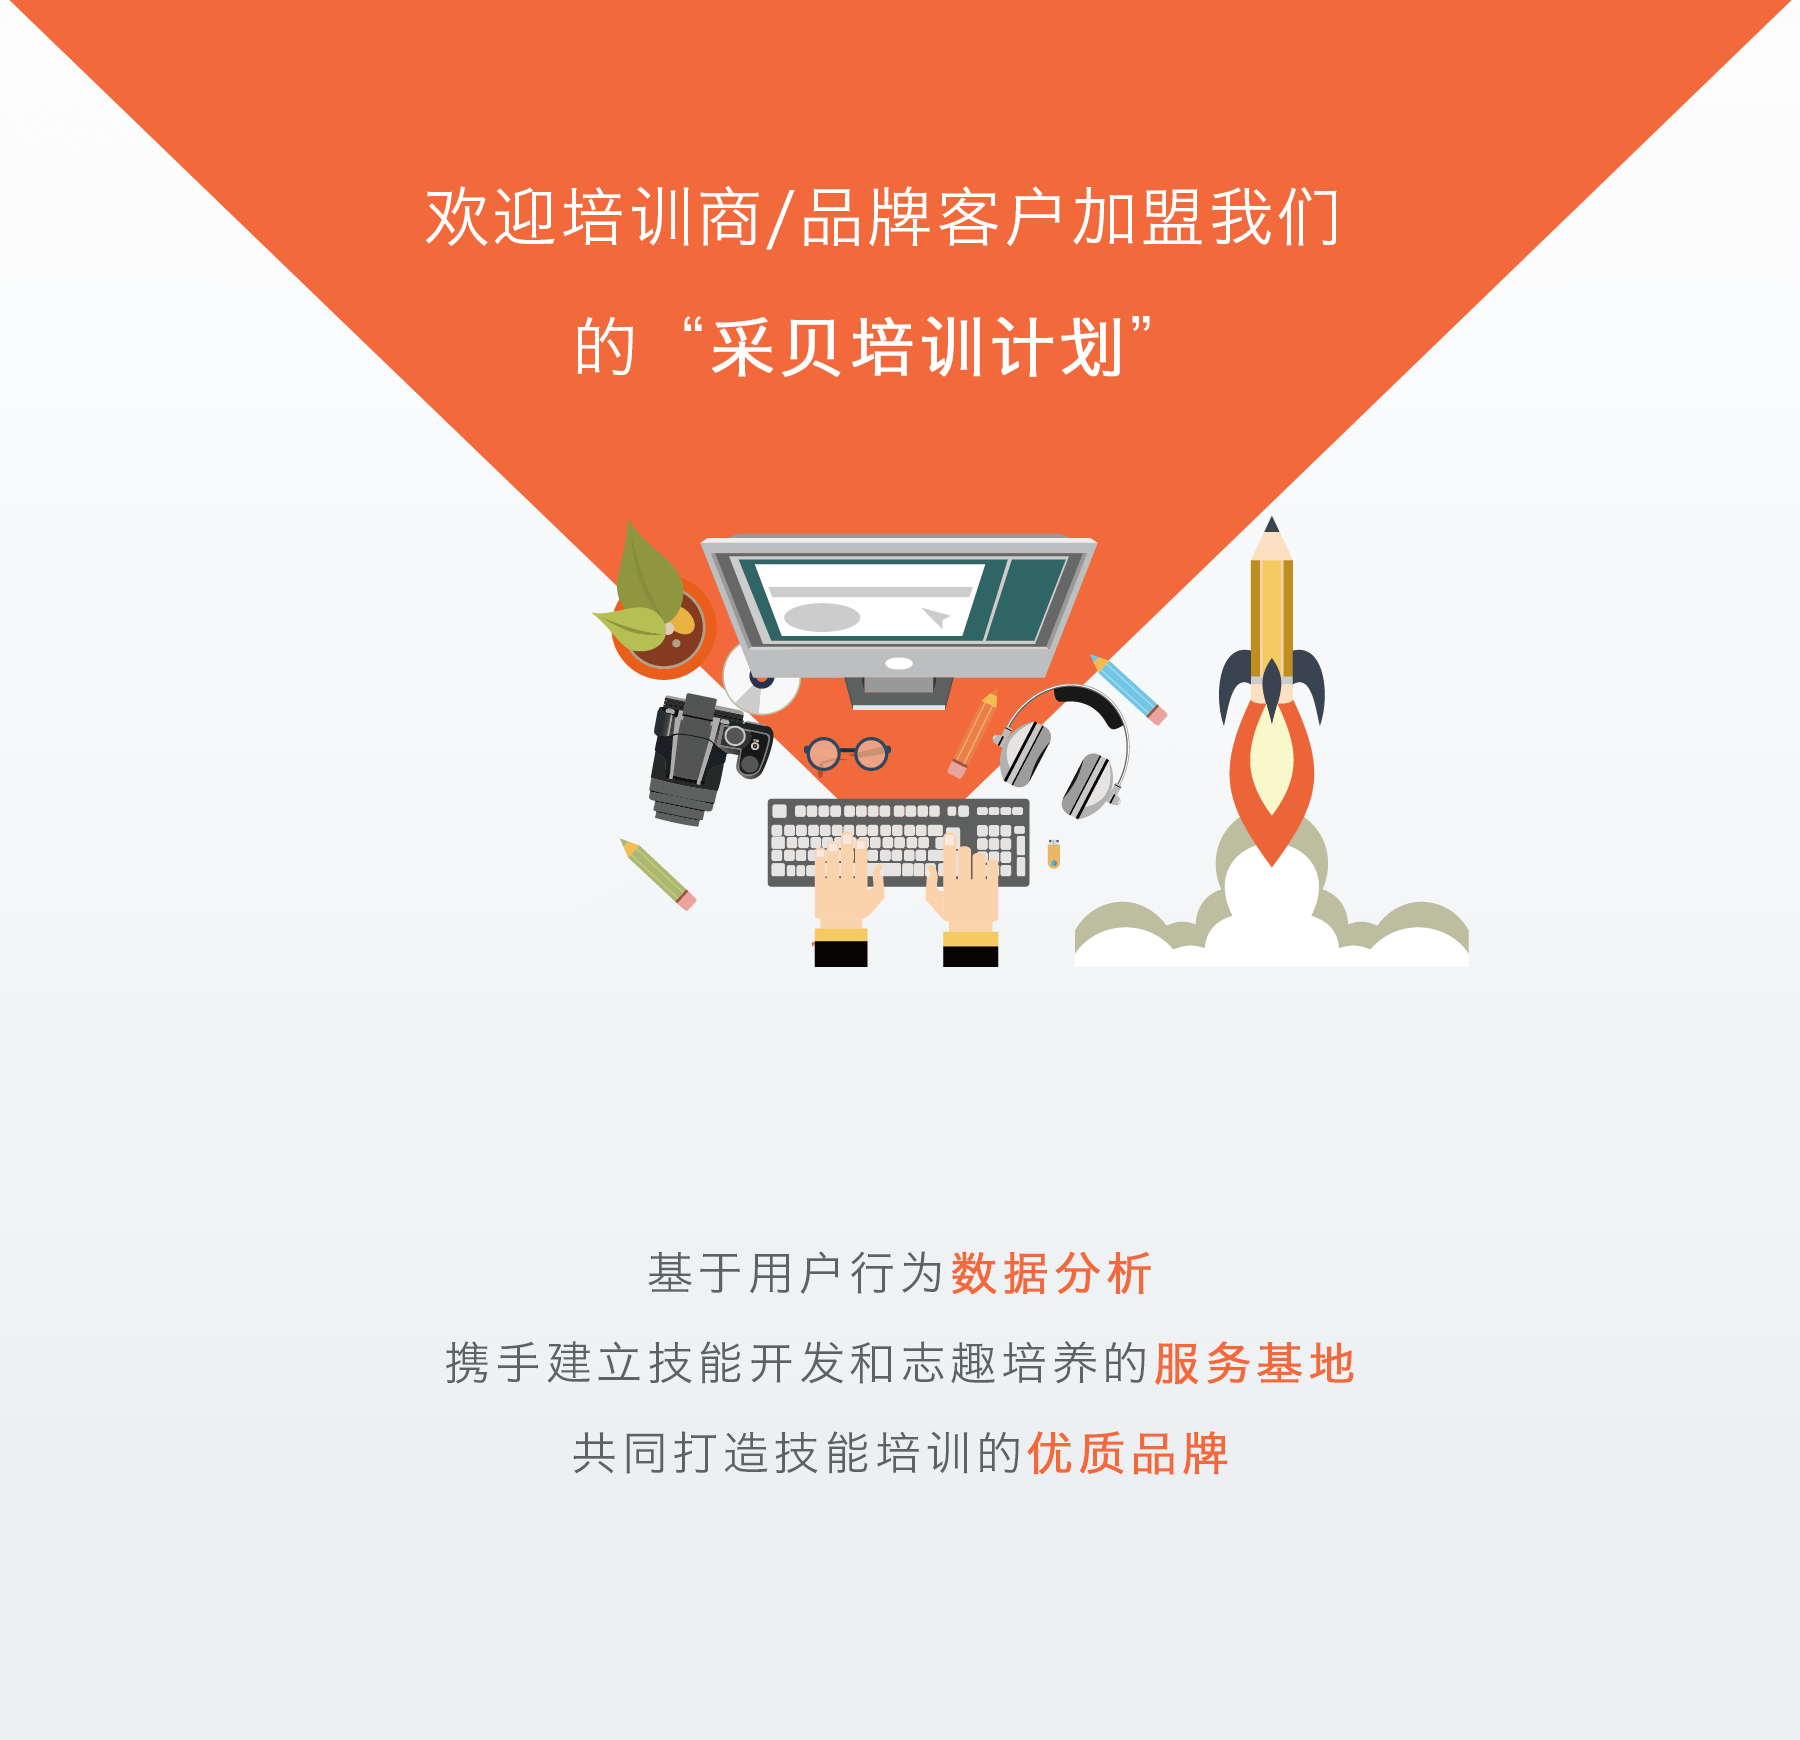 欢迎培训商/品牌客户加盟我们
的“采贝培训计划”
基于用户行为数据分析
携手建立技能开发和志趣培养的服务基地
共同打造技能培训的优质品牌